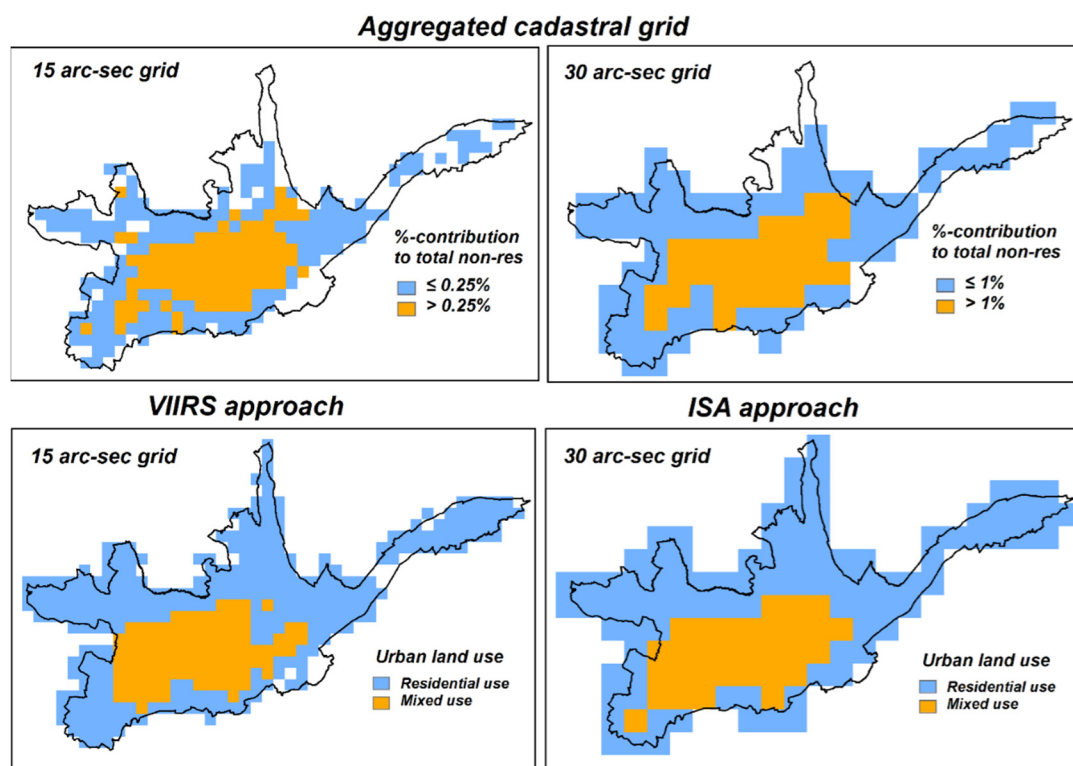 Aggregated cadastral grid
15 arc-sec grid
%-contribution
to total non-res
≤ 0.25%
> 0.25%
30 arc-sec grid
%-contribution
to total non-res
≤ 1%
> 1%
VIIRS approach
15 arc-sec grid
Urban land use
Residential use
Mixed use
ISA approach
30 arc-sec grid
Urban land use
Residential use
Mixed use